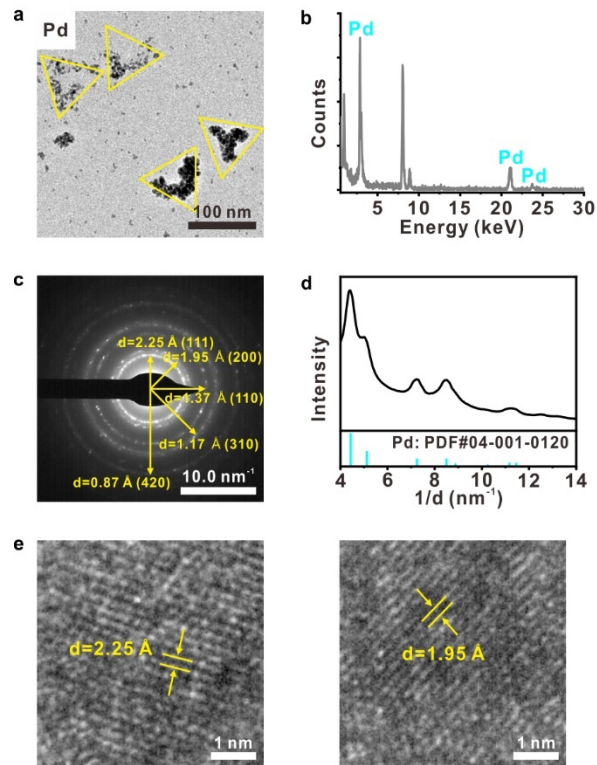 a
Pd
100 nm
b
Counts
Pd
Pd
Pd
5 10 15 20 25 30
Energy (keV)
c
d=2.25 Å (111)
d=1.95 Å (200)
d=1.37 Å (110)
d=1.17 Å (310)
d=0.87 Å (420)
10.0 nm⁻¹
d
Intensity
Pd: PDF#04-001-0120
4 6 8 10 12 14
1/d (nm⁻¹)
e
d=2.25 Å
1 nm
d=1.95 Å
1 nm